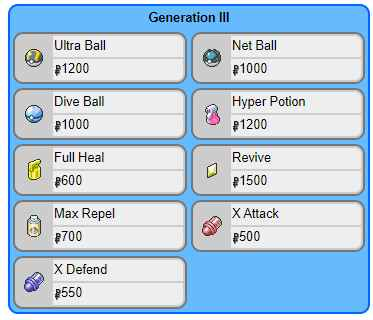 Generation III
Ultra Ball
₽1200
Net Ball
₽1000
Dive Ball
₽1000
Hyper Potion
₽1200
Full Heal
₽600
Revive
₽1500
Max Repel
₽700
X Attack
₽500
X Defend
₽550